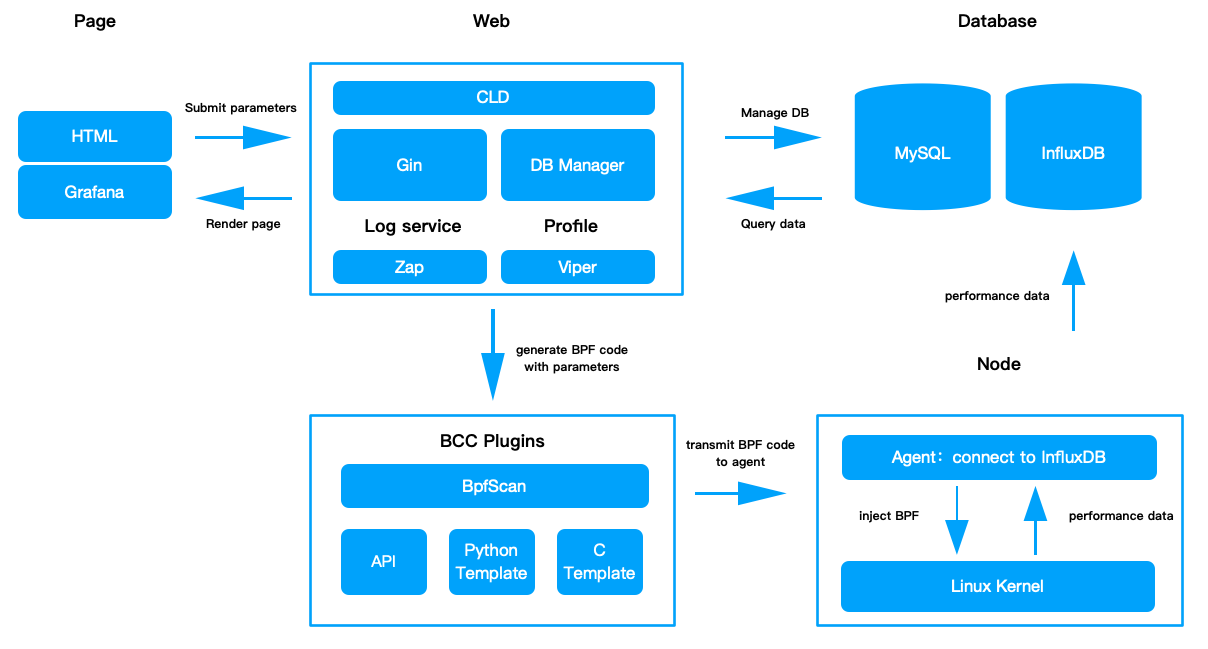 Page
Web
Database
HTML
Grafana
Submit parameters
Render page
CLD
Gin
DB Manager
Log service
Profile
Zap
Viper
Manage DB
Query data
MySQL
InfluxDB
performance data
generate BPF code
with parameters
Node
BCC Plugins
BpfScan
API
Python
Template
C
Template
transmit BPF code
to agent
Agent：connect to InfluxDB
inject BPF
performance data
Linux Kernel